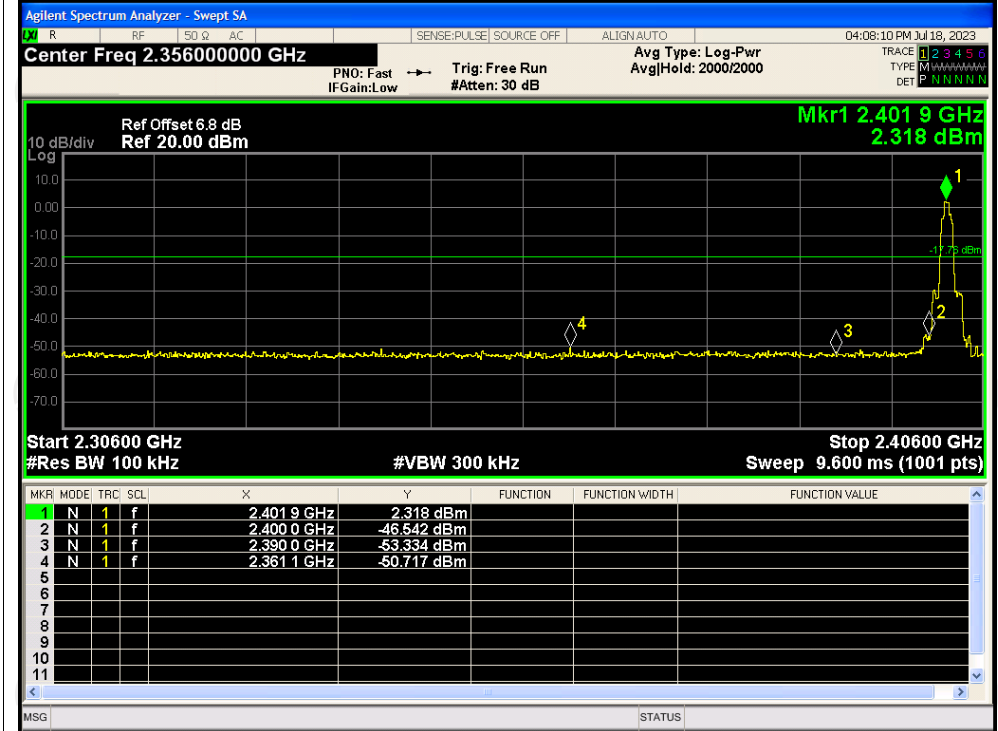 Agilent Spectrum Analyzer - Swept SA
LXI R RF 50 Ω AC SENSE:PULSE SOURCE OFF ALIGN AUTO 04:08:10 PM Jul 18, 2023
Center Freq 2.356000000 GHz Avg Type: Log-Pwr TRACE 1 2 3 4 5 6
PNO: Fast Trig: Free Run Avg|Hold: 2000/2000 TYPE M WWWWW
IFGain:Low #Atten: 30 dB DET P N N N N N
Mkr1 2.401 9 GHz
Ref Offset 6.8 dB
10 dB/div Ref 20.00 dBm 2.318 dBm
Log
10.0
1
0.00
-10.0
-17.76 dBm
-20.0
-30.0
-40.0
2
4
3
-50.0
-60.0
-70.0
Start 2.30600 GHz Stop 2.40600 GHz
#Res BW 100 kHz #VBW 300 kHz Sweep 9.600 ms (1001 pts)
MKR MODE TRC SCL X Y FUNCTION FUNCTION WIDTH FUNCTION VALUE
1 N 1 f 2.401 9 GHz 2.318 dBm
2 N 1 f 2.400 0 GHz -46.542 dBm
3 N 1 f 2.390 0 GHz -53.334 dBm
4 N 1 f 2.361 1 GHz -50.717 dBm
5
6
7
8
9
10
11
MSG STATUS